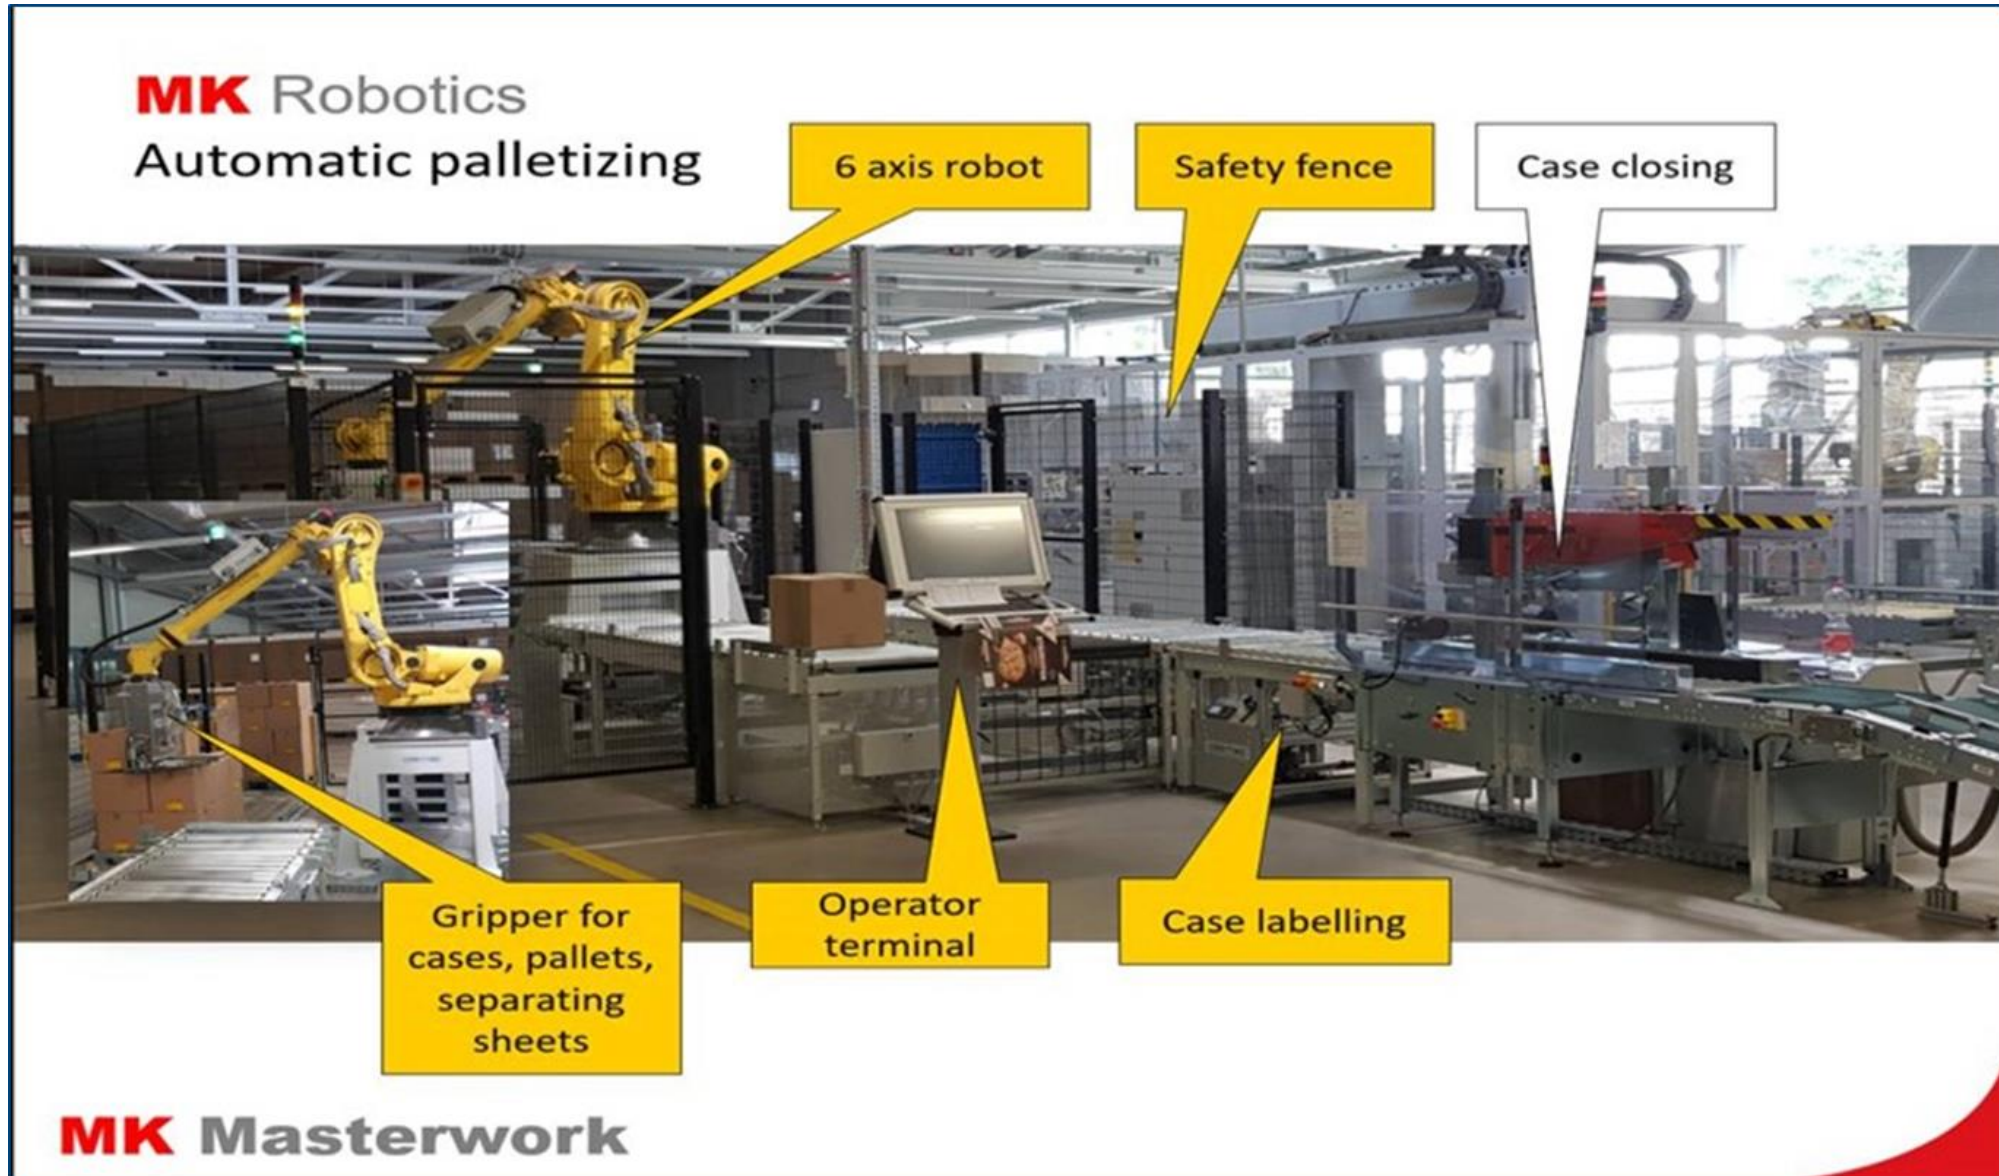 MK Robotics
Automatic palletizing
6 axis robot
Safety fence
Case closing
Gripper for
cases, pallets,
separating
sheets
Operator
terminal
Case labelling
MK Masterwork